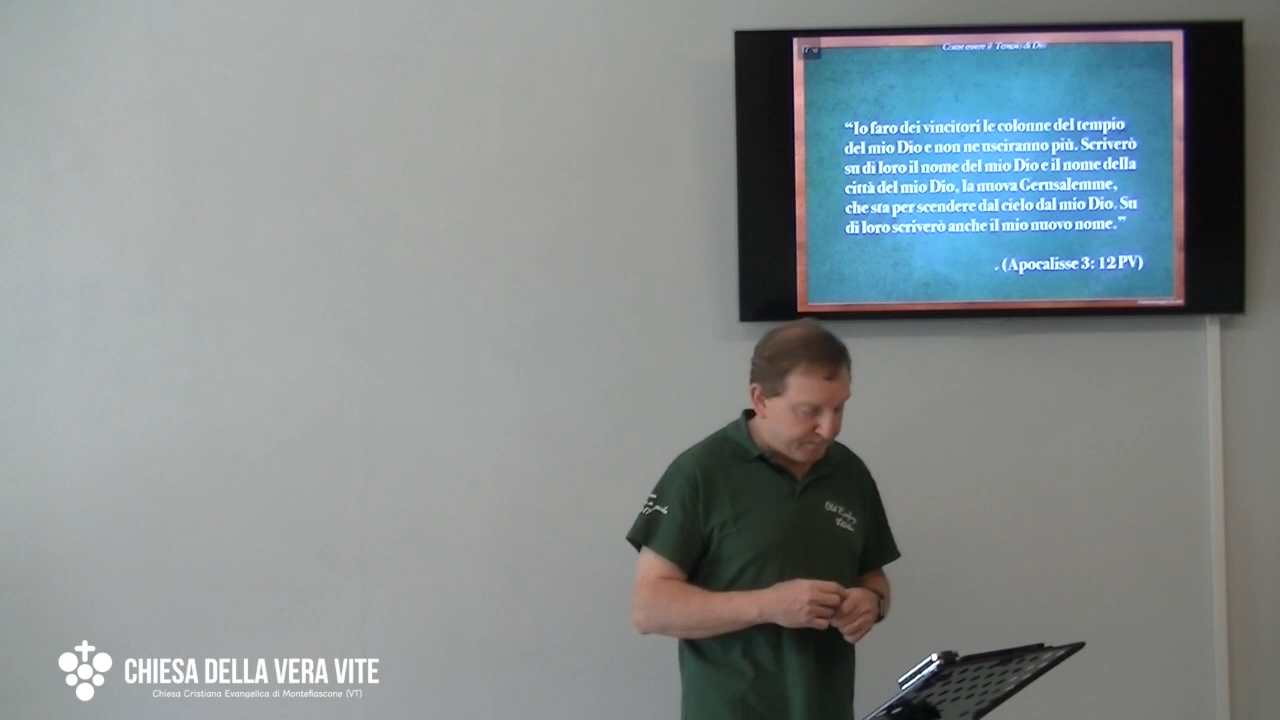 Come essere il Tempio di Dio
“Io faro dei vincitori le colonne del tempio
del mio Dio e non ne usciranno più. Scriverò
su di loro il nome del mio Dio e il nome della
città del mio Dio, la nuova Gerusalemme,
che sta per scendere dal cielo dal mio Dio. Su
di loro scriverò anche il mio nuovo nome.”
. (Apocalisse 3: 12 PV)
Old
CHIESA DELLA VERA VITE
Chiesa Cristiana Evangelica di Montefiascone (VT)